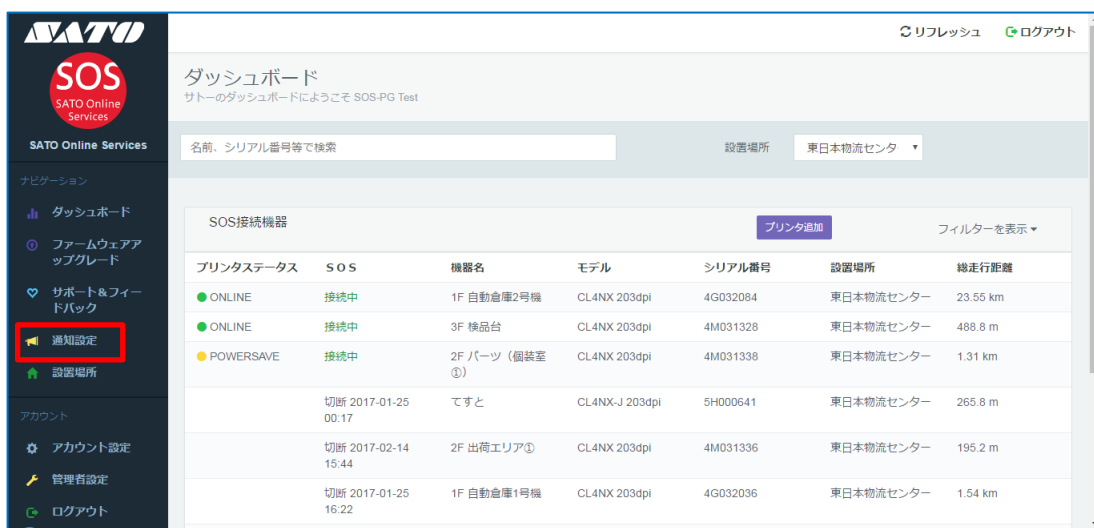 SATO
SOS
SATO Online
Services
SATO Online Services
ナビゲーション
ダッシュボード
ファームウェアア
ップグレード
サポート&フィー
ドバック
通知設定
設置場所
アカウント
アカウント設定
管理者設定
ログアウト
リフレッシュ ログアウト
ダッシュボード
サトーのダッシュボードにようこそ SOS-PG Test
名前、シリアル番号等で検索 設置場所 東日本物流センタ
SOS接続機器 プリンタ追加 フィルターを表示
プリンタステータス SOS 機器名 モデル シリアル番号 設置場所 総走行距離
ONLINE 接続中 1F 自動倉庫2号機 CL4NX 203dpi 4G032084 東日本物流センター 23.55 km
ONLINE 接続中 3F 検品台 CL4NX 203dpi 4M031328 東日本物流センター 488.8 m
POWERSAVE 接続中 2F パーツ（個装室 CL4NX 203dpi 4M031338 東日本物流センター 1.31 km
①）
切断 2017-01-25 てすと CL4NX-J 203dpi 5H000641 東日本物流センター 265.8 m
00:17
切断 2017-02-14 2F 出荷エリア① CL4NX 203dpi 4M031336 東日本物流センター 195.2 m
15:44
切断 2017-01-25 1F 自動倉庫1号機 CL4NX 203dpi 4G032036 東日本物流センター 1.54 km
16:22